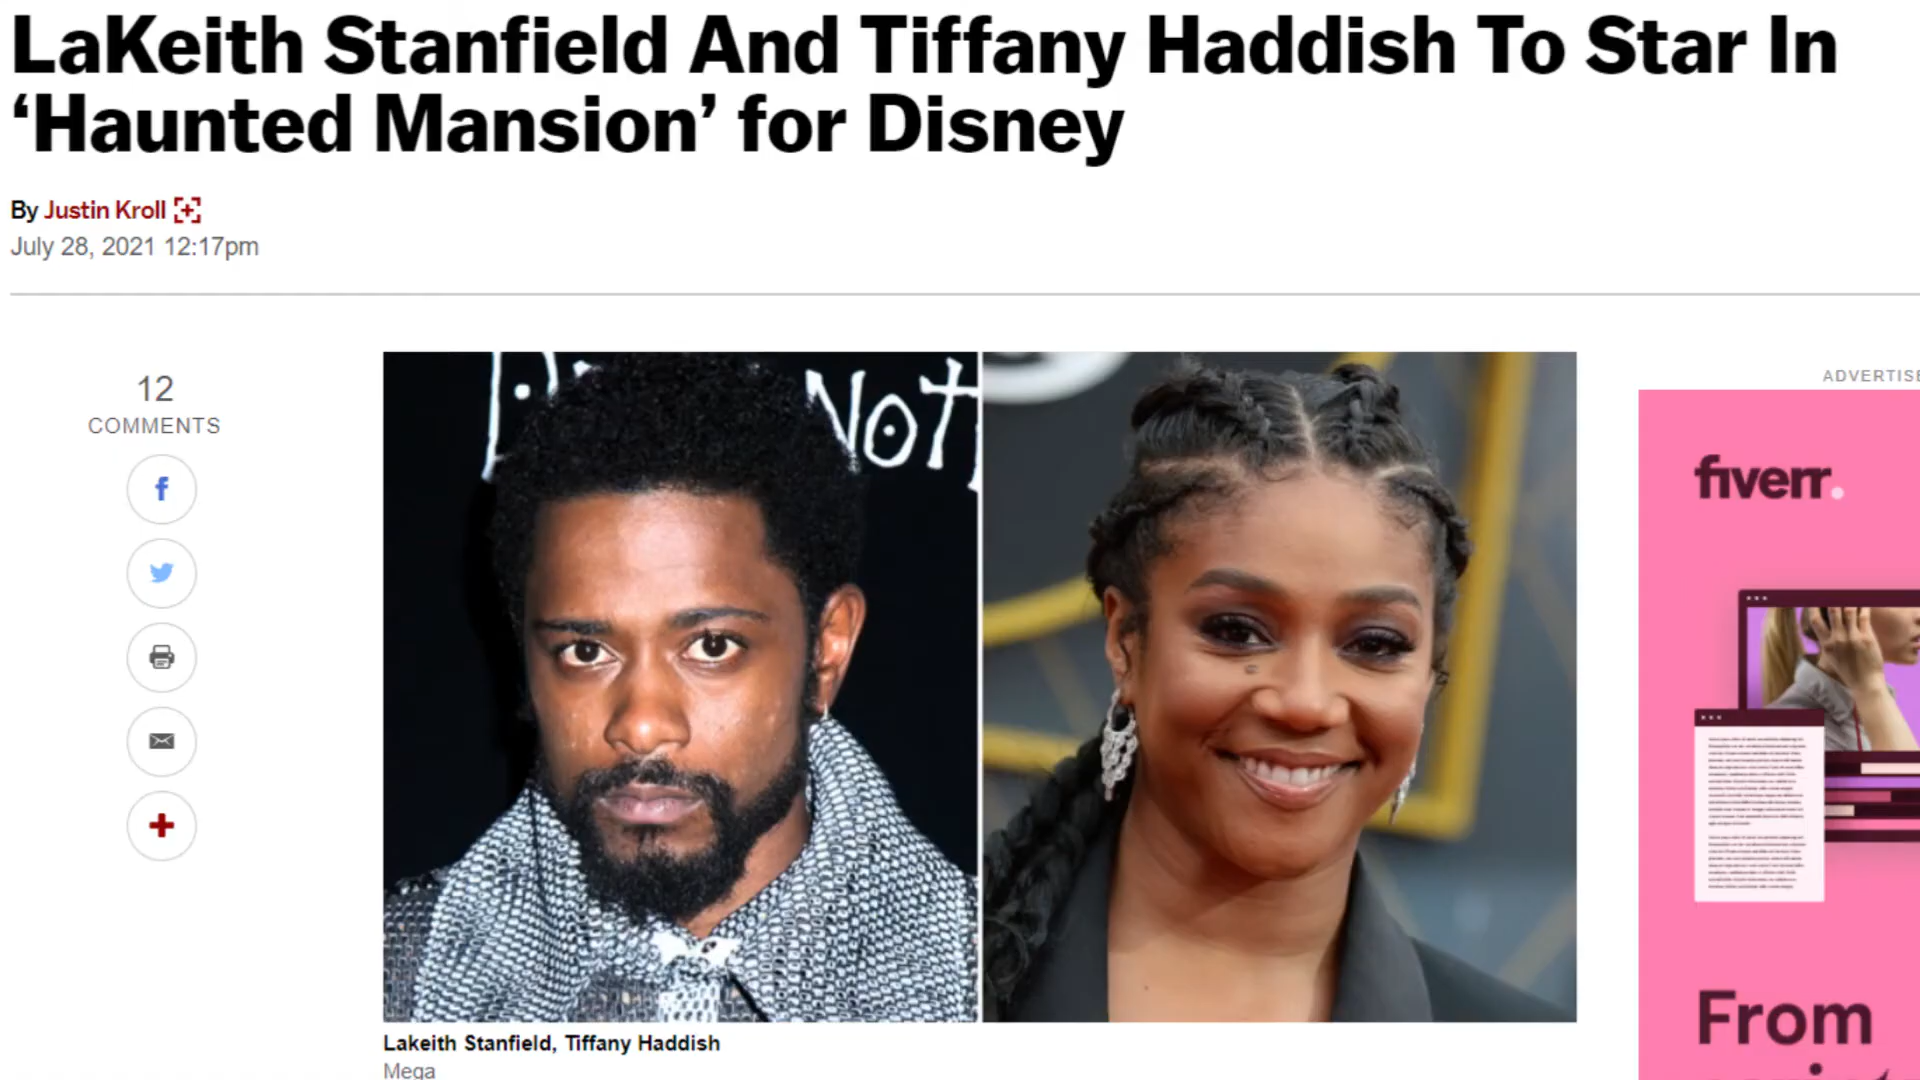 LaKeith Stanfield And Tiffany Haddish To Star In
‘Haunted Mansion’ for Disney
By Justin Kroll [+]
July 28, 2021 12:17pm
12
COMMENTS
ADVERTISE
NOT
fiverr.
From
Lakeith Stanfield, Tiffany Haddish
Mega